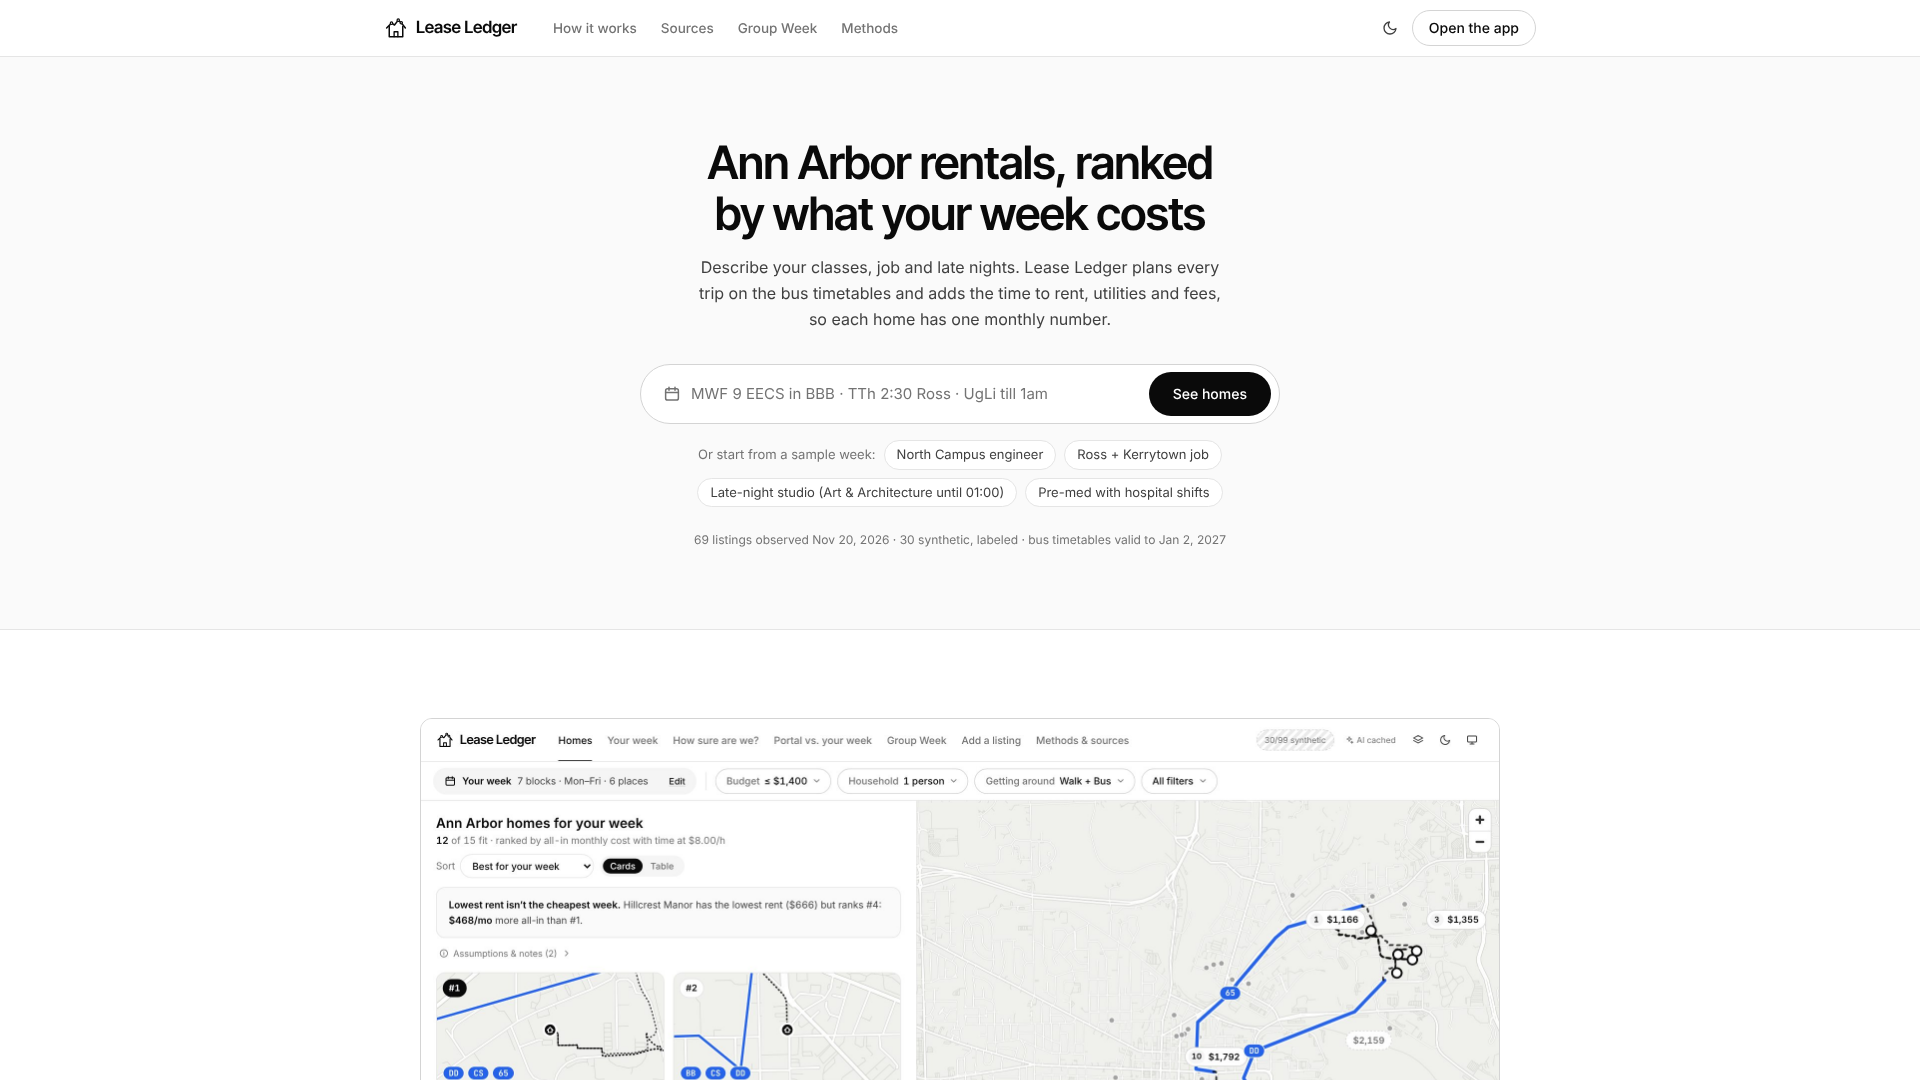 Lease Ledger
How it works
Sources
Group Week
Methods
Open the app
Ann Arbor rentals, ranked
by what your week costs
Describe your classes, job and late nights. Lease Ledger plans every
trip on the bus timetables and adds the time to rent, utilities and fees,
so each home has one monthly number.
MWF 9 EECS in BBB · TTh 2:30 Ross · UgLi till 1am
See homes
Or start from a sample week:
North Campus engineer
Ross + Kerrytown job
Late-night studio (Art & Architecture until 01:00)
Pre-med with hospital shifts
69 listings observed Nov 20, 2026 · 30 synthetic, labeled · bus timetables valid to Jan 2, 2027
Lease Ledger
Homes
Your week
How sure are we?
Portal vs. your week
Group Week
Add a listing
Methods & sources
30/99 synthetic
AI cached
Your week 7 blocks · Mon–Fri · 6 places Edit
Budget ≤ $1,400
Household 1 person
Getting around Walk + Bus
All filters
Ann Arbor homes for your week
12 of 15 fit · ranked by all-in monthly cost with time at $8.00/h
Sort
Best for your week
Cards
Table
Lowest rent isn't the cheapest week. Hillcrest Manor has the lowest rent ($666) but ranks #4:
$468/mo more all-in than #1.
Assumptions & notes (2)
#1
DD
CS
65
#2
BB
CS
DD
+
−
1 $1,166
3 $1,355
65
$2,159
10 $1,792
DD